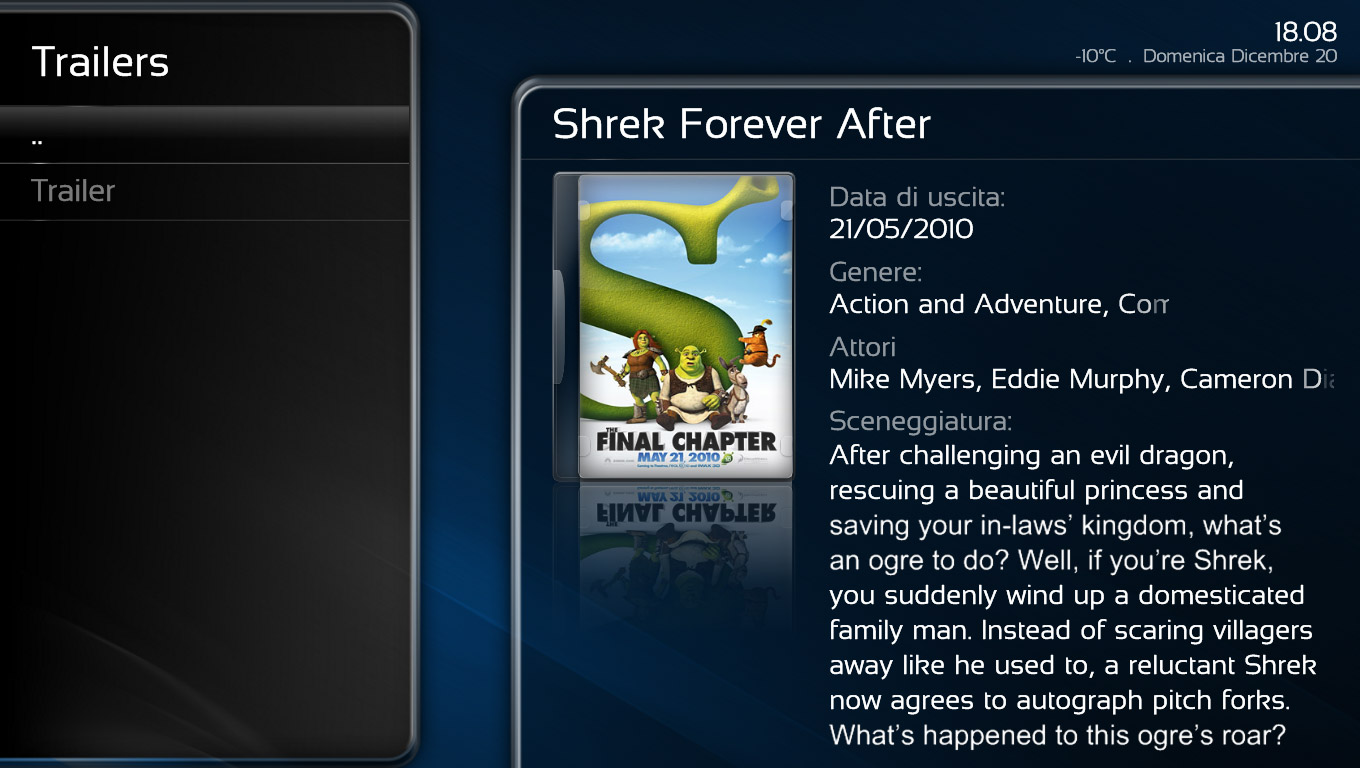 Trailers
..
Trailer
18.08
-10°C . Domenica Dicembre 20
Shrek Forever After
THE
FINAL CHAPTER
MAY 21, 2010
Data di uscita:
21/05/2010
Genere:
Action and Adventure, Com
Attori
Mike Myers, Eddie Murphy, Cameron Dia
Sceneggiatura:
After challenging an evil dragon,
rescuing a beautiful princess and
saving your in-laws’ kingdom, what’s
an ogre to do? Well, if you’re Shrek,
you suddenly wind up a domesticated
family man. Instead of scaring villagers
away like he used to, a reluctant Shrek
now agrees to autograph pitch forks.
What’s happened to this ogre’s roar?